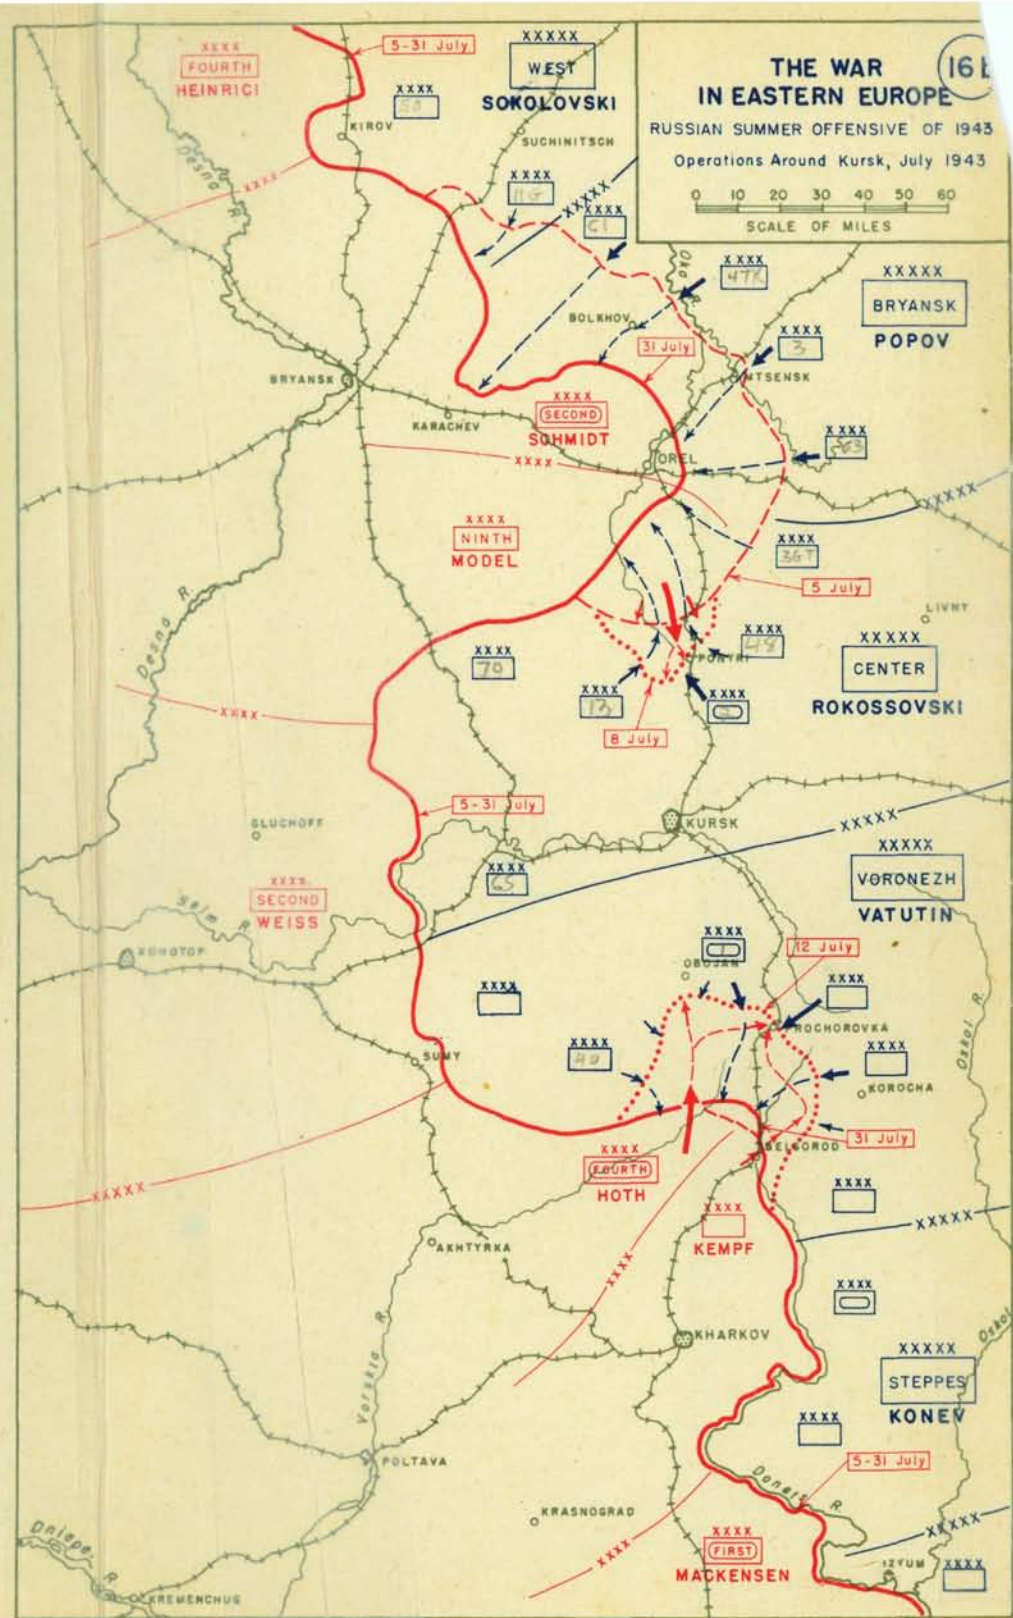 THE WAR
IN EASTERN EUROPE
RUSSIAN SUMMER OFFENSIVE OF 1943
Operations Around Kursk, July 1943
0 10 20 30 40 50 60
SCALE OF MILES
XXXX
FOURTH
HEINRICI
5-31 July
XXXXX
WEST
SOKOLOVSKI
XXXX
50
KIROV
SUCHINITSCH
Desna R.
XXXX
XXXX
11G
XXXXX
XXXX
61
Oka R.
XXXX
4TK
XXXXX
BRYANSK
POPOV
BOLKHOV
31 July
XXXX
3
MTSENSK
BRYANSK
KARACHEV
XXXX
SECOND
SCHMIDT
XXXX
XXXX
63
OREL
XXXXX
XXXX
NINTH
MODEL
XXXX
3GT
5 July
LIVNY
Desna R.
XXXX
70
XXXX
48
PONYRI
XXXXX
CENTER
ROKOSSOVSKI
XXXX
13
XXXX
2
XXXX
8 July
5-31 July
GLUCHOFF
KURSK
XXXXX
XXXX
65
XXXXX
VORONEZH
VATUTIN
XXXX
SECOND
WEISS
Seim R.
KONOTOP
XXXX
1
OBOJAN
12 July
XXXX
XXXX
PROCHOROVKA
Oskol R.
SUMY
XXXX
40
XXXX
KOROCHA
31 July
BELGOROD
XXXX
FOURTH
HOTH
XXXXX
XXXX
XXXXX
XXXX
KEMPF
AKHTYRKA
XXXX
XXXX
Oskol
KHARKOV
Vorskla R.
XXXXX
STEPPES
KONEV
XXXX
POLTAVA
5-31 July
Donets R.
KRASNOGRAD
XXXXX
XXXX
FIRST
MACKENSEN
XXXX
IZYUM
XXXX
Dnieper R.
KREMENCHUG